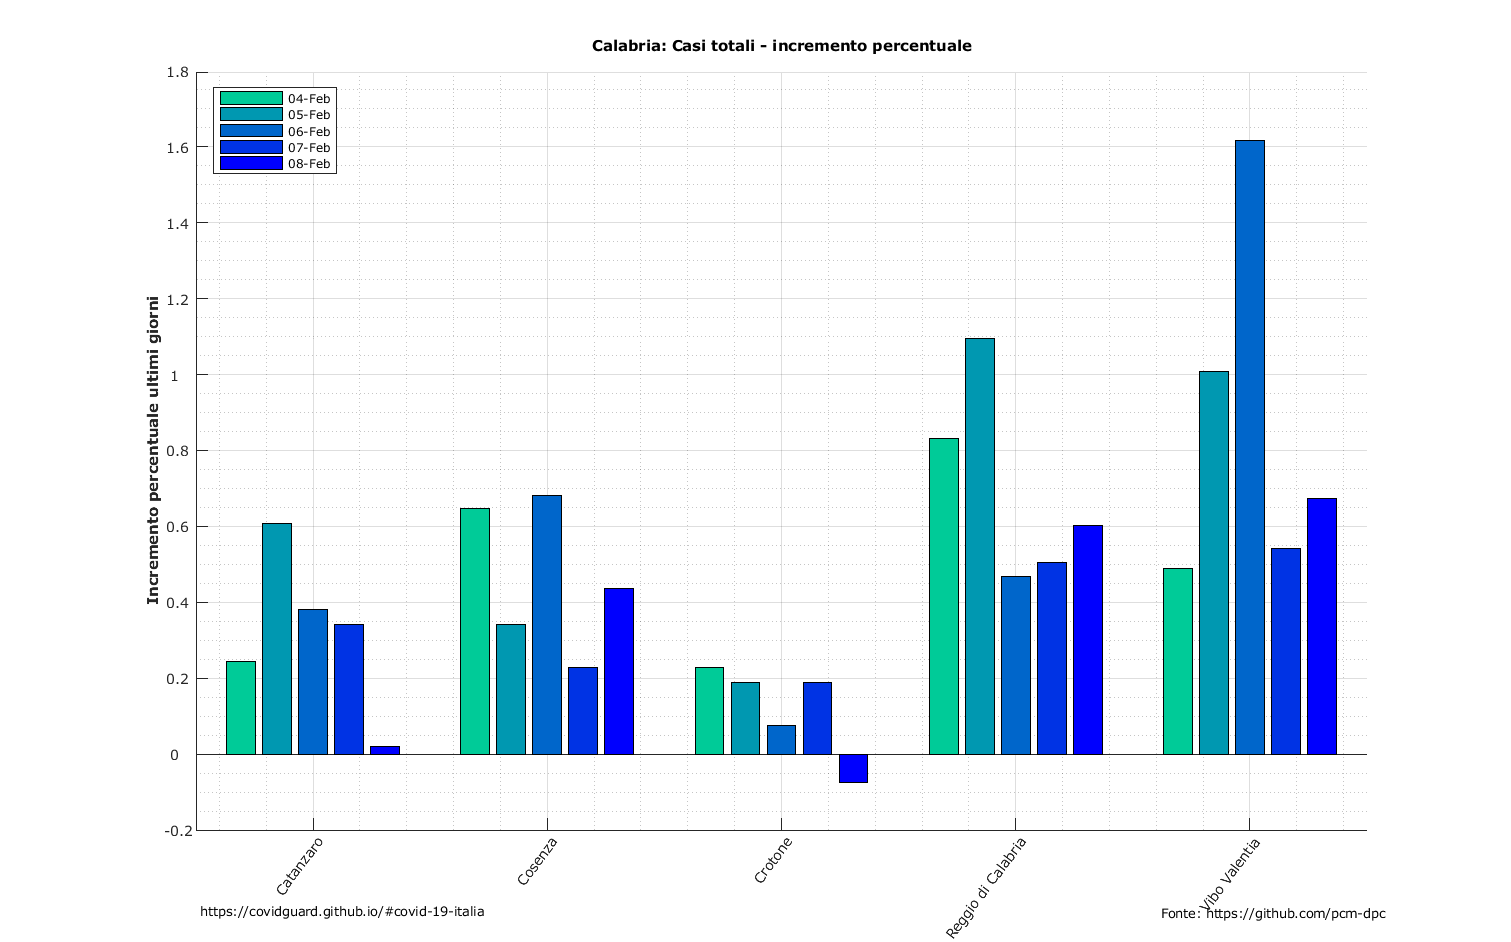 Calabria: Casi totali - incremento percentuale
1.8
1.6
1.4
1.2
1
0.8
0.6
0.4
0.2
0
-0.2
Incremento percentuale ultimi giorni
04-Feb
05-Feb
06-Feb
07-Feb
08-Feb
Catanzaro
Cosenza
Crotone
Reggio di Calabria
Vibo Valentia
https://covidguard.github.io/#covid-19-italia
Fonte: https://github.com/pcm-dpc